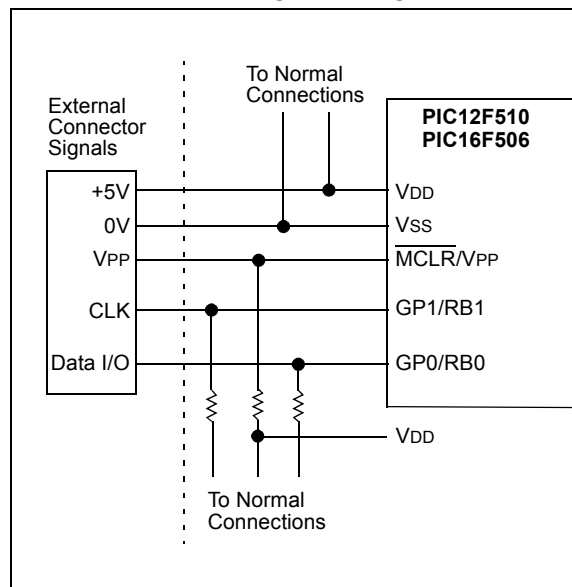 To Normal
Connections
External
Connector
Signals
PIC12F510
PIC16F506
+5V
VDD
0V
VSS
VPP
MCLR/VPP
CLK
GP1/RB1
Data I/O
GP0/RB0
VDD
To Normal
Connections